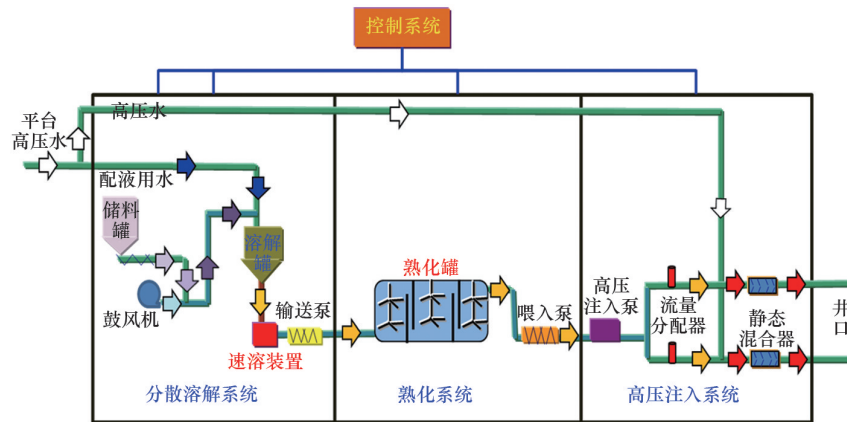 控制系统
平台
高压水
高压水
配液用水
储料
罐
鼓风机
溶解
罐
速溶装置
输送泵
熟化罐
喂入泵
高压
注入泵
流量
分配器
静态
混合器
井
口
分散溶解系统
熟化系统
高压注入系统